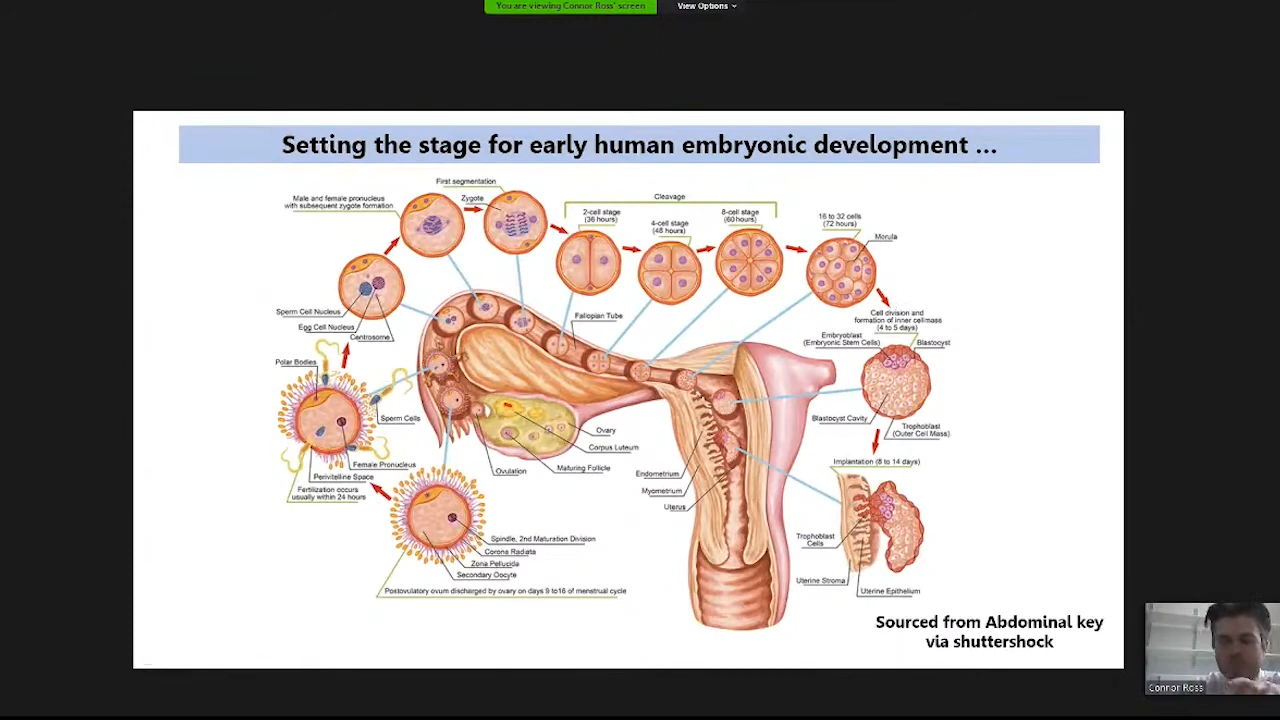 You are viewing Connor Ross' screen
View Options
Setting the stage for early human embryonic development ...
First segmentation
Zygote
Male and female pronucleus
with subsequent zygote formation
Cleavage
2-cell stage
(36 hours)
4-cell stage
(48 hours)
8-cell stage
(60 hours)
16 to 32 cells
(72 hours)
Morula
Sperm Cell Nucleus
Egg Cell Nucleus
Centrosome
Fallopian Tube
Cell division and
formation of inner cellmass
(4 to 5 days)
Embryoblast
(Embryonic Stem Cells)
Blastocyst
Polar Bodies
Sperm Cells
Blastocyst Cavity
Trophoblast
(Outer Cell Mass)
Ovary
Corpus Luteum
Maturing Follicle
Ovulation
Female Pronucleus
Perivitelline Space
Fertilization occurs
usually within 24 hours
Endometrium
Myometrium
Uterus
Implantation (8 to 14 days)
Spindle, 2nd Maturation Division
Corona Radiata
Zona Pellucida
Secondary Oocyte
Postovulatory ovum discharged by ovary on days 9 to16 of menstrual cycle
Trophoblast
Cells
Uterine Stroma
Uterine Epithelium
Sourced from Abdominal key
via shuttershock
Connor Ross